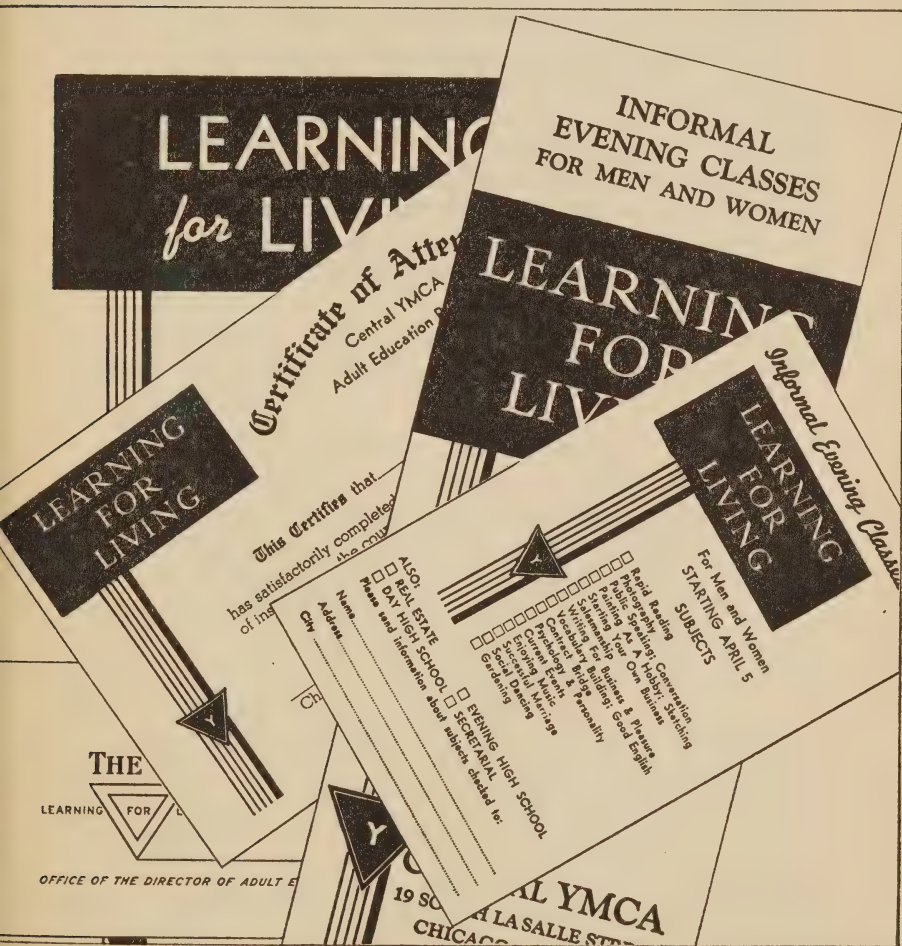 LEARNING
for LIVIN
INFORMAL
EVENING CLASSES
FOR MEN AND WOMEN
LEARNING
FOR
LIV
Certificate of Atten
Central YMCA
Adult Education P
LEARNING
FOR
LIVING
This Certifies that
has satisfactorily completed
of ins the cou
Ch
Y
Informal Evening Classes
LEARNING
FOR
LIVING
For Men and Women
STARTING APRIL 5
SUBJECTS
Rapid Reading
Photography
Public Speaking; Conversation
Painting As A Hobby; Sketching
Starting Your Own Business
Salesmanship
Writing For Business & Pleasure
Vocabulary Building; Good English
Contract Bridge
Psychology & Personality
Current Events
Enjoying Music
Successful Marriage
Social Dancing
Gardening
ALSO;
REAL ESTATE
EVENING HIGH SCHOOL
DAY HIGH SCHOOL
SECRETARIAL
Please send information about subjects checked to:
Name
Address
City
Y
THE
LEARNING FOR L
OFFICE OF THE DIRECTOR OF ADULT E
Y
C AL YMCA
19 SO H LA SALLE STR
CHICAGO